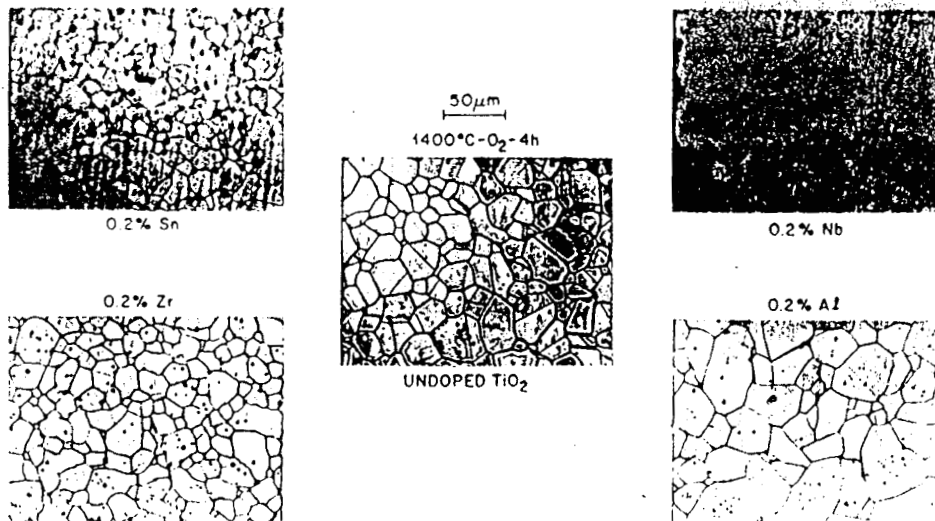 50μm
1400°C-O₂-4h
0.2% Sn
0.2% Nb
0.2% Zr
0.2% Al
UNDOPED TiO₂